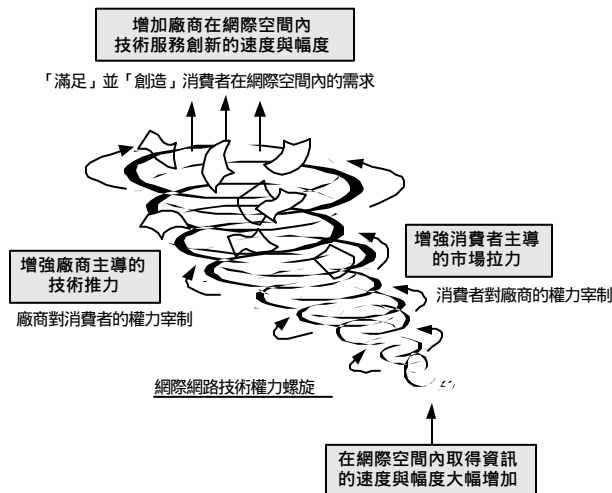 增加廠商在網際空間內
技術服務創新的速度與幅度
「滿足」並「創造」消費者在網際空間內的需求
增強消費者主導
的市場拉力
增強廠商主導的
技術推力
消費者對廠商的權力宰制
廠商對消費者的權力宰制
網際網路技術權力螺旋
在網際空間內取得資訊
的速度與幅度大幅增加